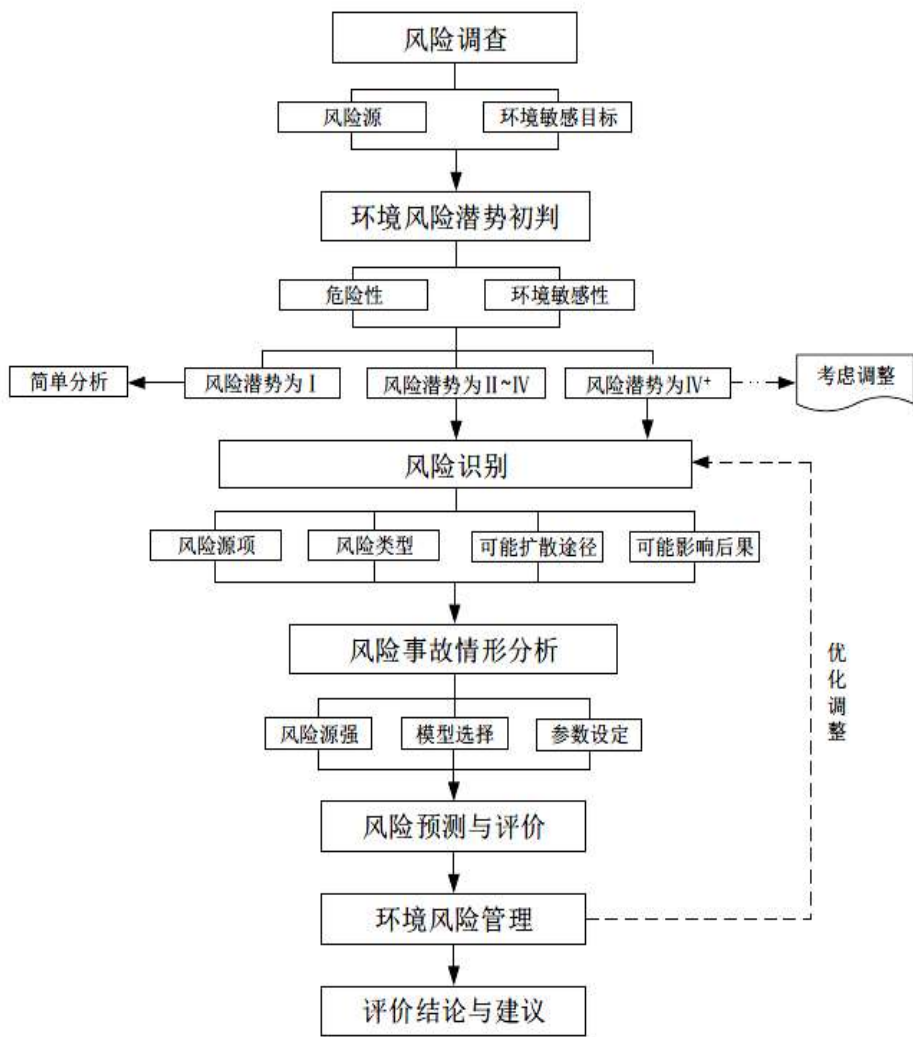 风险调查
风险源
环境敏感目标
环境风险潜势初判
危险性
环境敏感性
简单分析
风险潜势为Ⅰ
风险潜势为Ⅱ~Ⅳ
风险潜势为Ⅳ⁺
考虑调整
风险识别
风险源项
风险类型
可能扩散途径
可能影响后果
风险事故情形分析
优化调整
风险源强
模型选择
参数设定
风险预测与评价
环境风险管理
评价结论与建议